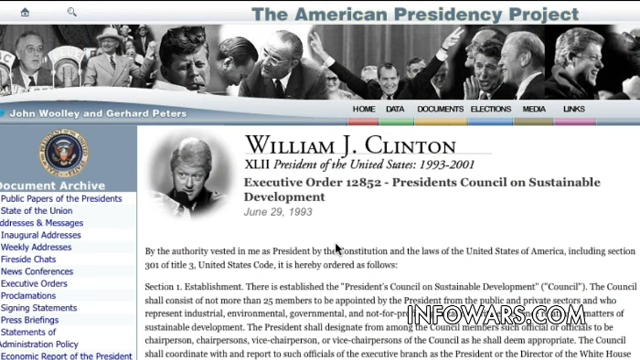 The American Presidency Project
John Woolley and Gerhard Peters
HOME DATA DOCUMENTS ELECTIONS MEDIA LINKS
Document Archive
Public Papers of the Presidents
State of the Union
ddresses & Messages
Inaugural Addresses
Weekly Addresses
Fireside Chats
News Conferences
Executive Orders
Proclamations
Signing Statements
Press Briefings
Statements of
Administration Policy
Economic Report of the President
WILLIAM J. CLINTON
XLII President of the United States: 1993-2001
Executive Order 12852 - Presidents Council on Sustainable
Development
June 29, 1993
By the authority vested in me as President by the Constitution and the laws of the United States of America, including section
301 of title 3, United States Code, it is hereby ordered as follows:
Section 1. Establishment. There is established the "President's Council on Sustainable Development" ("Council"). The Council
shall consist of not more than 25 members to be appointed by the President from the public and private sectors and who
represent industrial, environmental, governmental, and not-for-pr matters of
sustainable development. The President shall designate from among the Council members such official or officials to be
chairperson, chairpersons, vice-chairperson, or vice-chairpersons of the Council as he shall deem appropriate. The Council
shall coordinate with and report to such officials of the executive branch as the President or the Director of the White House
INFOWARS.COM